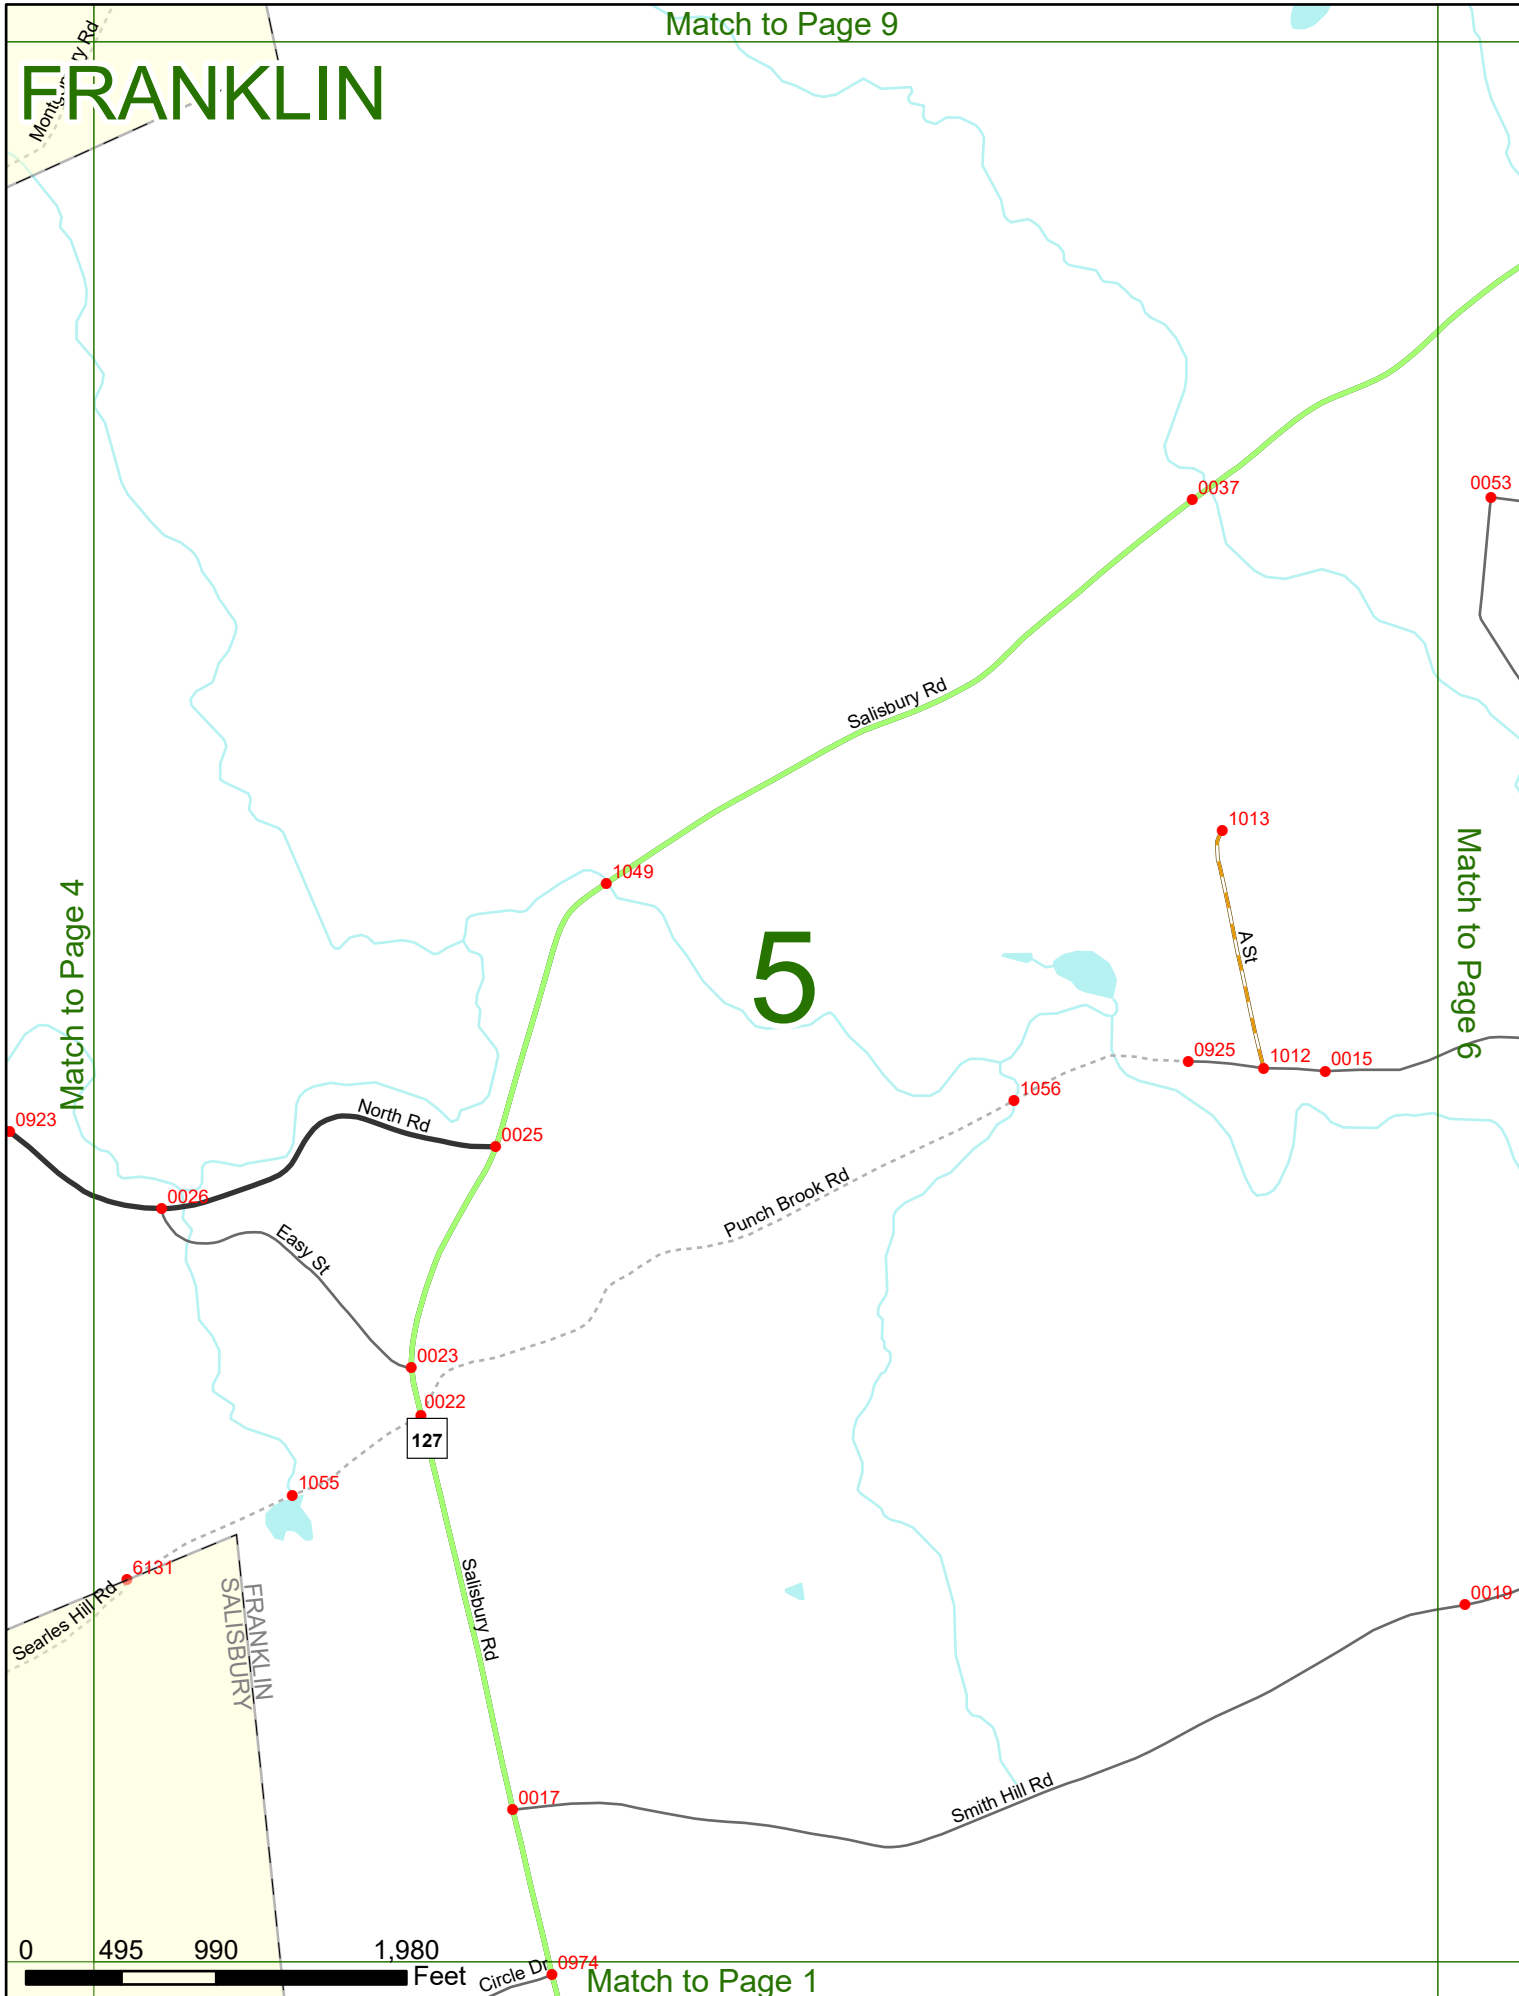 Match to Page 9
Montgomery Rd
FRANKLIN
0037
0053
Salisbury Rd
1013
1049
Match to Page 4
5
A St
Match to Page 6
0925
1012
0015
1056
0923
North Rd
0025
0026
Punch Brook Rd
Easy St
0023
0022
127
1055
6131
Searles Hill Rd
FRANKLIN
SALISBURY
Salisbury Rd
0019
0017
Smith Hill Rd
0 495 990 1,980
Feet
Circle Dr
0974
Match to Page 1